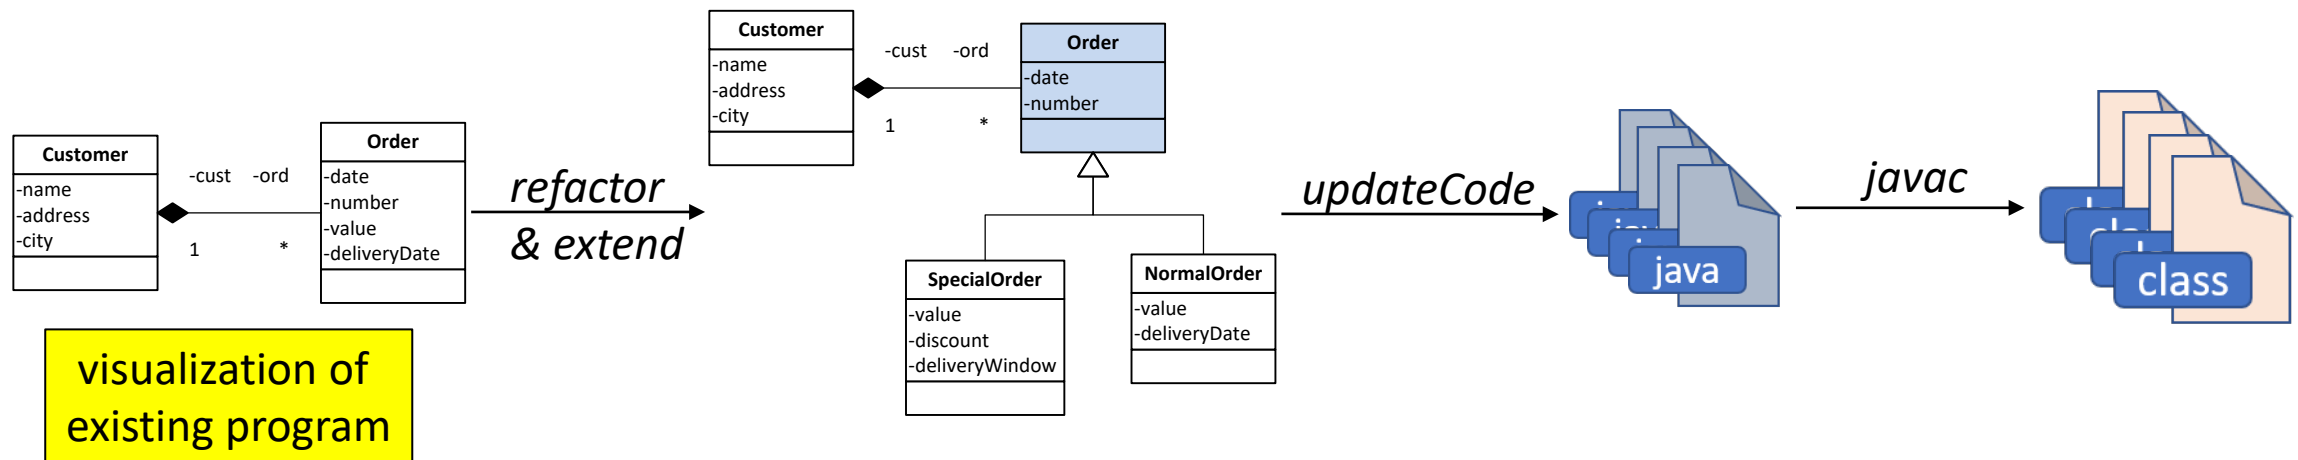 Customer
-name
-address
-city
-cust -ord
1 *
Order
-date
-number
-value
-deliveryDate
visualization of
existing program
refactor
& extend
Customer
-name
-address
-city
-cust -ord
1 *
Order
-date
-number
SpecialOrder
-value
-discount
-deliveryWindow
NormalOrder
-value
-deliveryDate
updateCode
java
javac
class